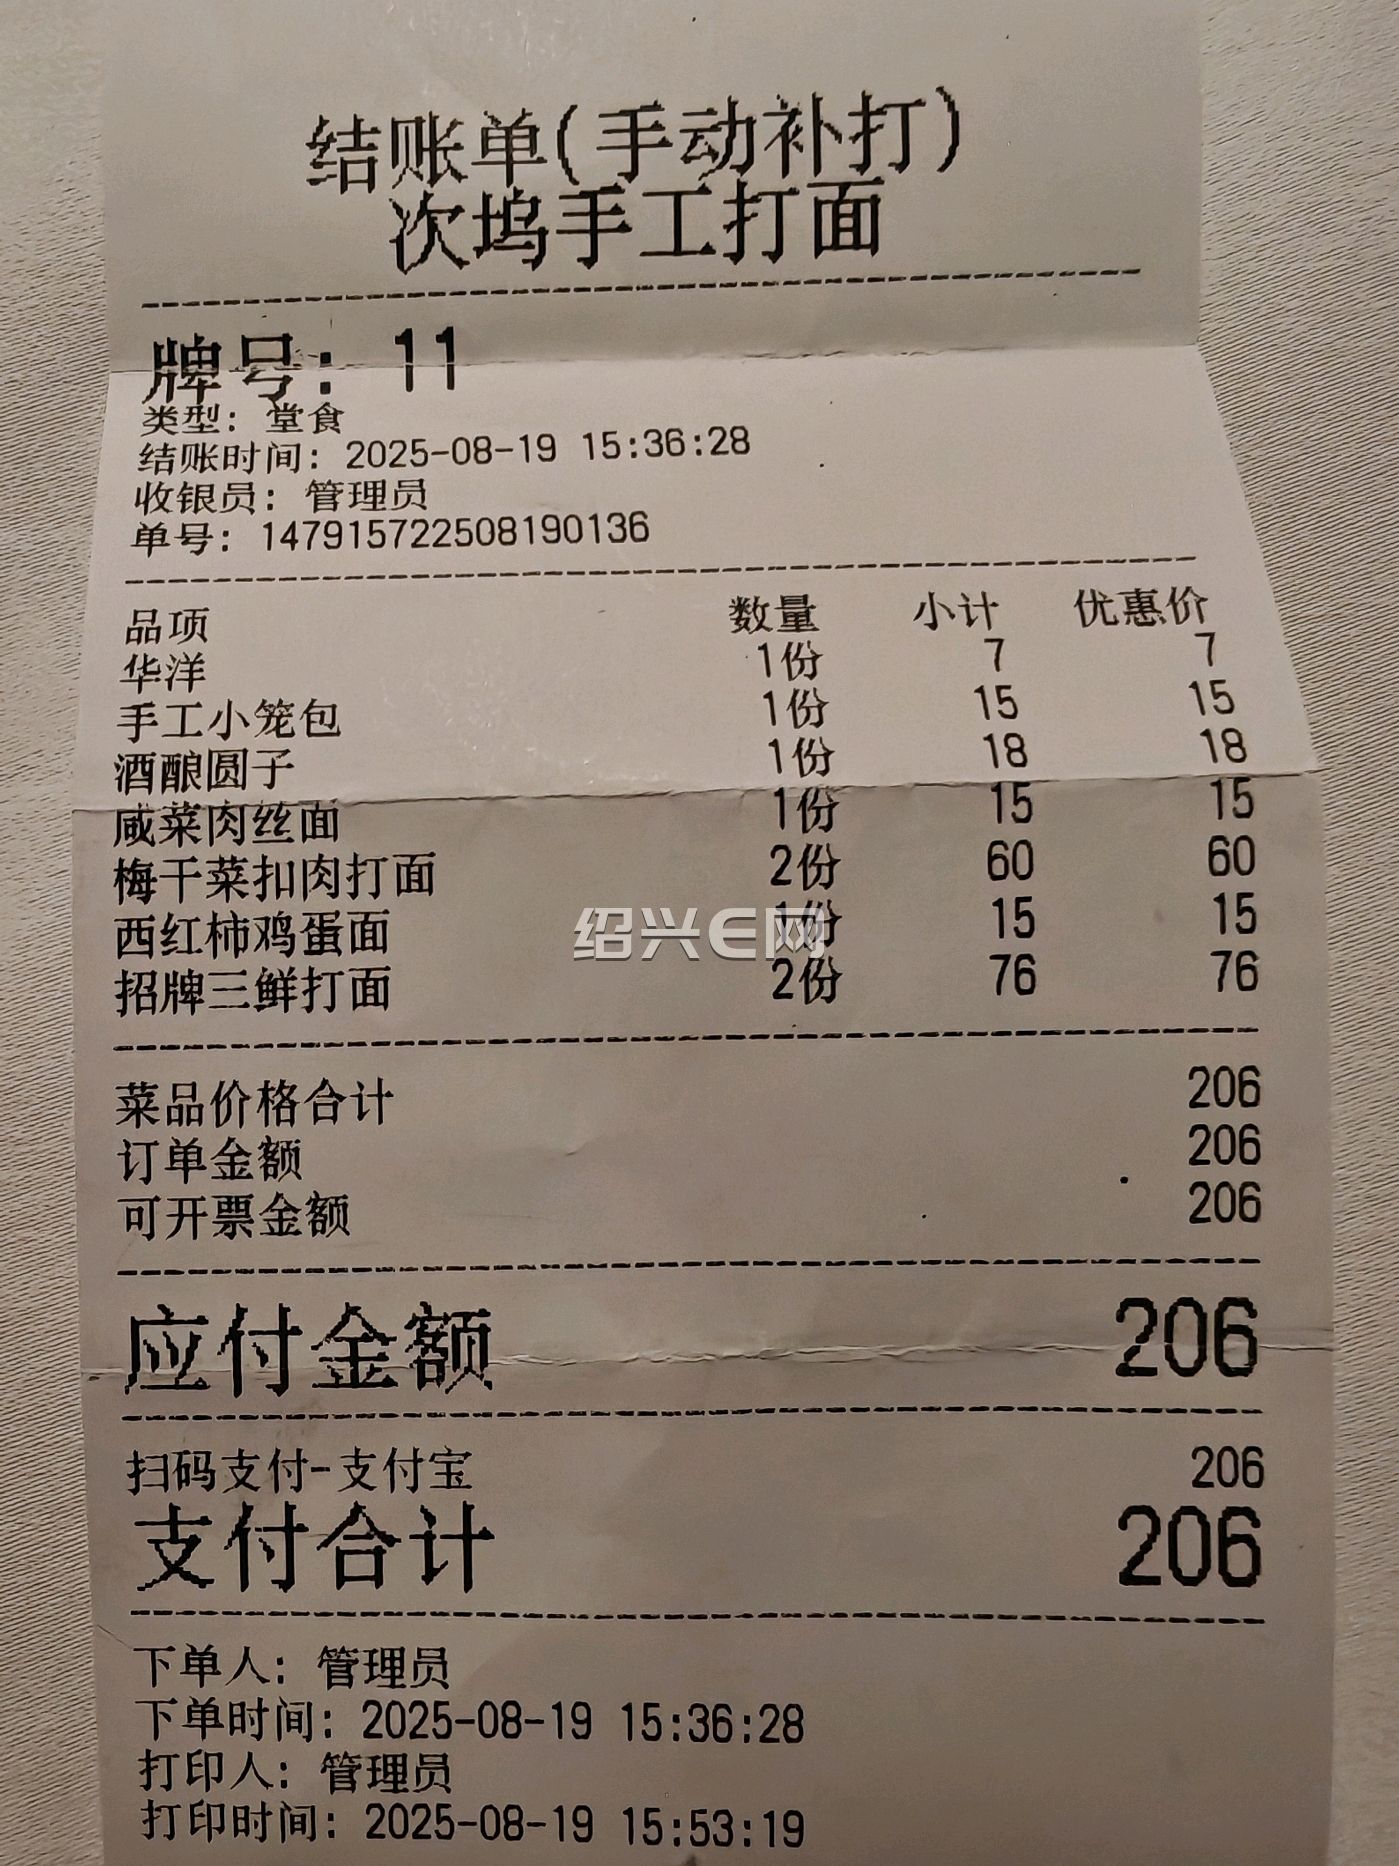 结账单(手动补打)
次坞手工打面
牌号: 11
类型: 堂食
结账时间: 2025-08-19 15:36:28
收银员: 管理员
单号: 147915722508190136
品项 数量 小计 优惠价
华洋 1份 7 7
手工小笼包 1份 15 15
酒酿圆子 1份 18 18
咸菜肉丝面 1份 15 15
梅干菜扣肉打面 2份 60 60
西红柿鸡蛋面 1份 15 15
绍兴E网
招牌三鲜打面 2份 76 76
菜品价格合计 206
订单金额 206
可开票金额 206
应付金额 206
扫码支付-支付宝 206
支付合计 206
下单人: 管理员
下单时间: 2025-08-19 15:36:28
打印人: 管理员
打印时间: 2025-08-19 15:53:19